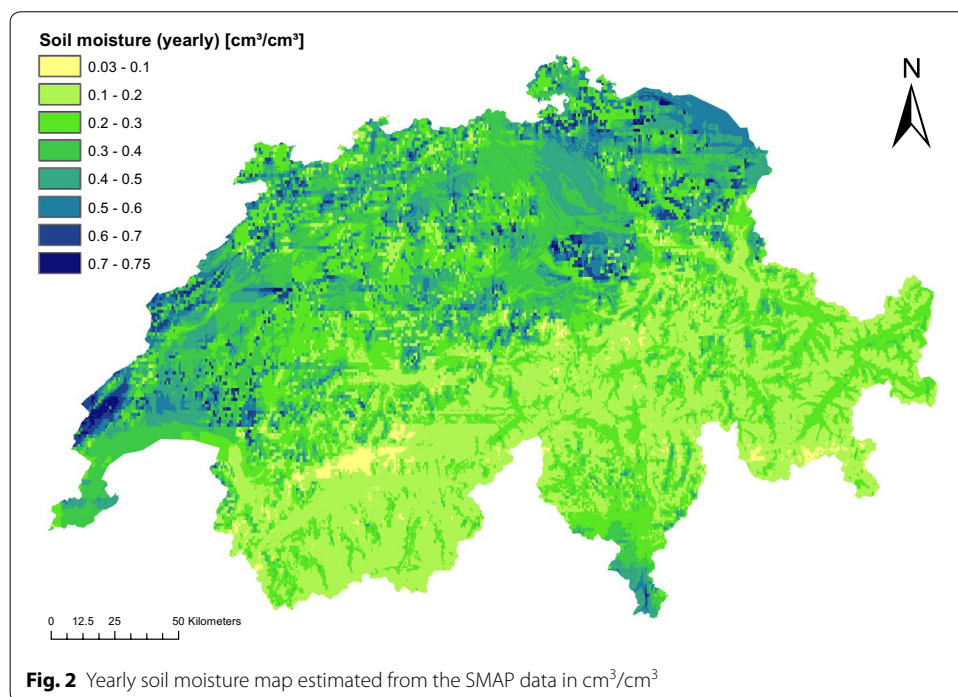 Soil moisture (yearly) [cm³/cm³]
0.03 - 0.1
0.1 - 0.2
0.2 - 0.3
0.3 - 0.4
0.4 - 0.5
0.5 - 0.6
0.6 - 0.7
0.7 - 0.75
N
0 12.5 25 50 Kilometers
Fig. 2 Yearly soil moisture map estimated from the SMAP data in cm³/cm³